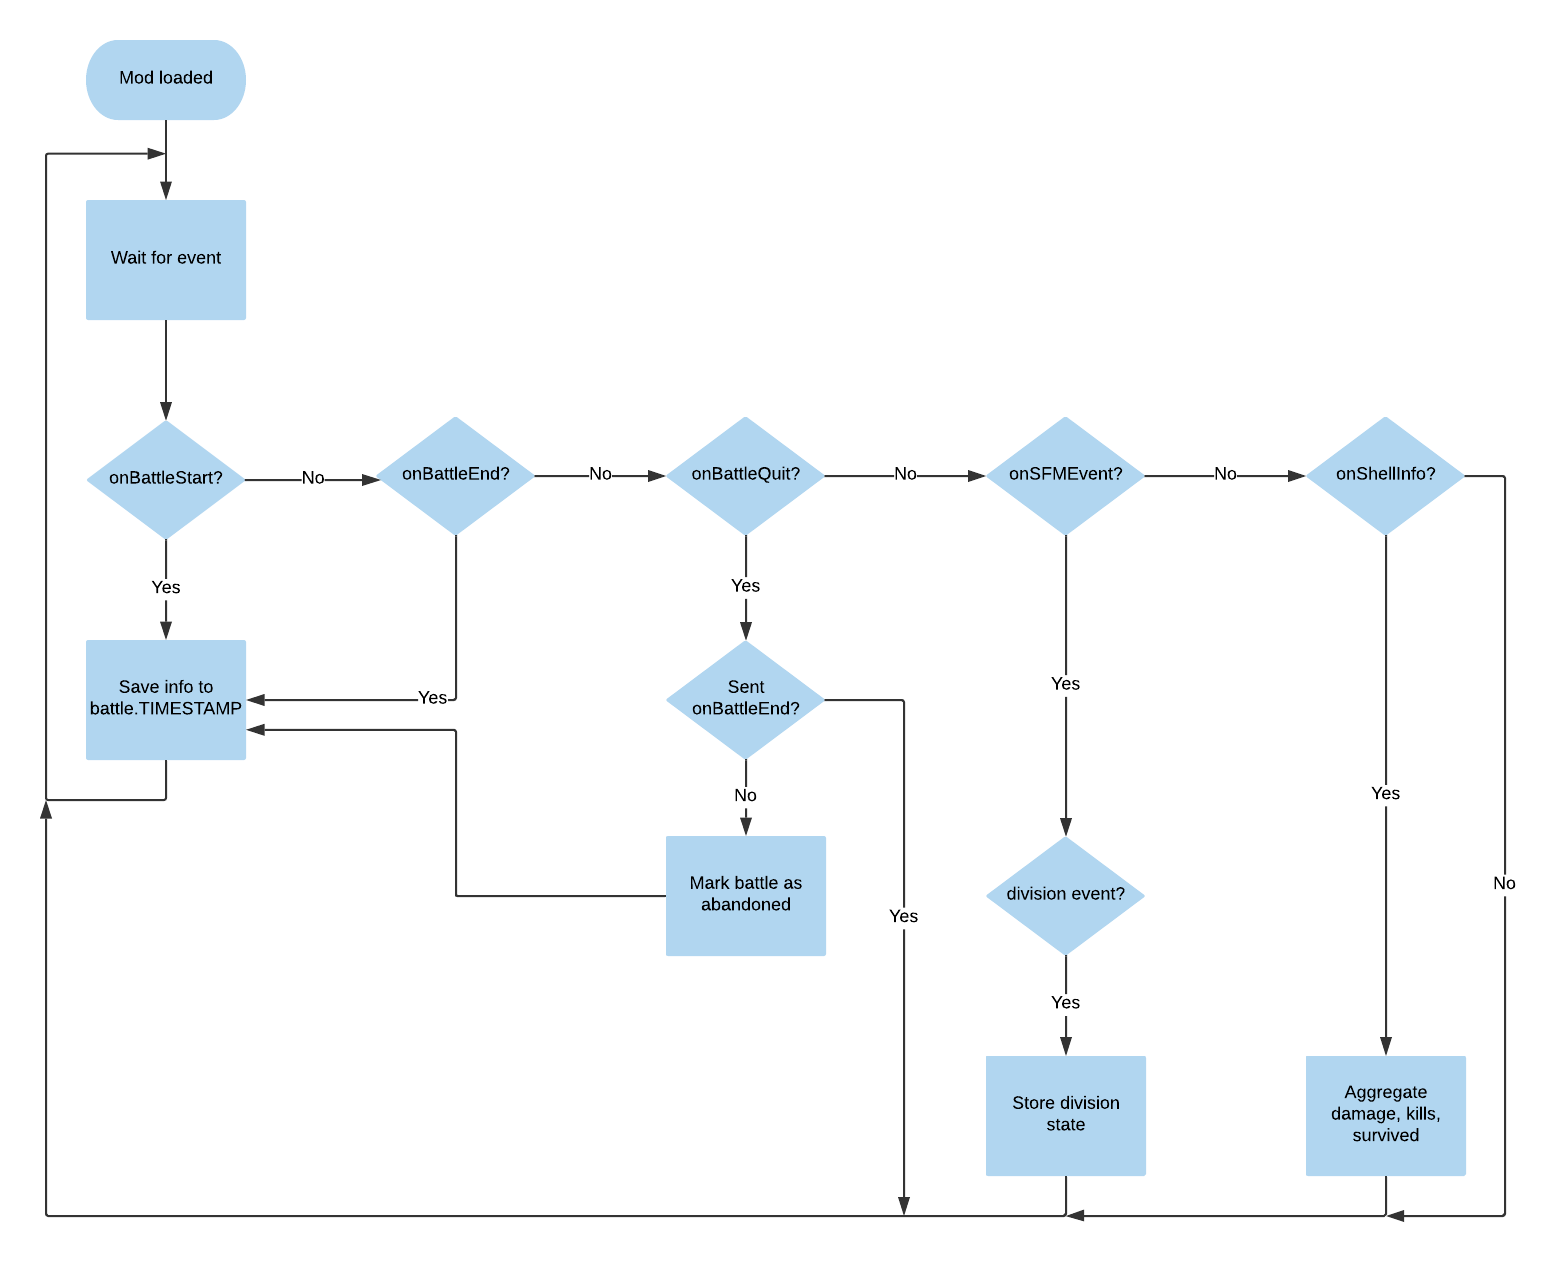 Mod loaded
Wait for event
onBattleStart?
No
onBattleEnd?
No
onBattleQuit?
No
onSFMEvent?
No
onShellInfo?
Yes
Yes
Save info to
battle.TIMESTAMP
Yes
Sent
onBattleEnd?
Yes
No
Yes
Mark battle as
abandoned
Yes
division event?
No
Yes
Store division
state
Aggregate
damage, kills,
survived